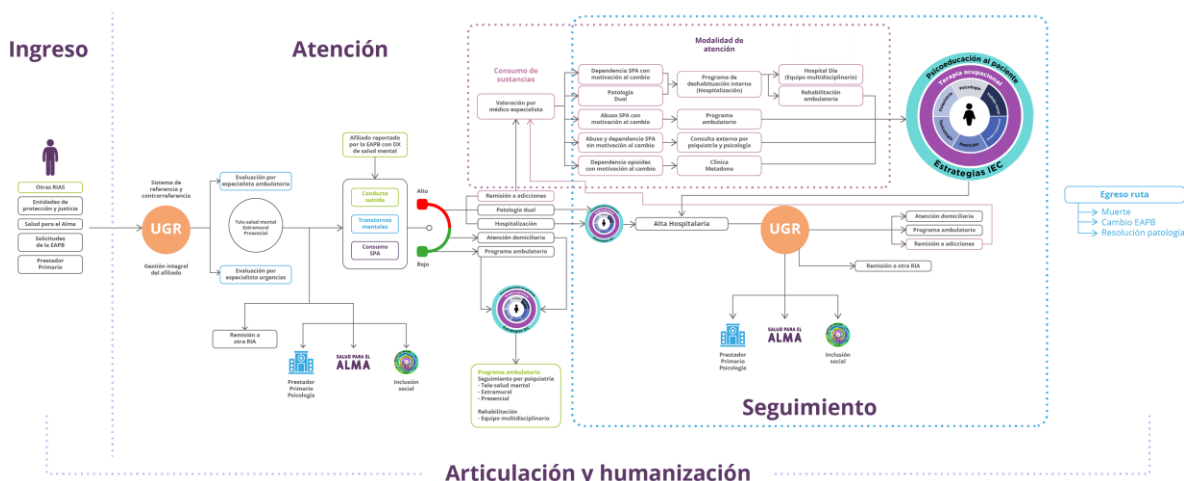 Ingreso
Otras RIAS
Entidades de
protección y justicia
Salud para el Alma
Solicitudes
de la EAPB
Prestador
Primario
Atención
Sistema de
referencia y
controrreferencia
UGR
Gestión integral
del afiliado
Evaluación por
especialista ambulatoria
Tele-salud mental
Extramural
Presencial
Evaluación por
especialista urgencias
Remisión a
otra RIA
Prestador
Primario
Psicología
SALUD PARA EL
ALMA
Inclusión
social
Afiliado reportado
por la EAPB con DX
de salud mental
Conducta
suicida
Transtornos
mentales
Consumo
SPA
Alto
Bajo
Remisión a adicciones
Patología dual
Hospitalización
Atención domiciliaria
Programa ambulatorio
Estrategias IEC
Programa ambulatorio
Seguimiento por psiquiatría
- Tele-salud mental
- Extramural
- Presencial
Rehabilitación
- Equipo multidisciplinario
Consumo de
sustancias
Valoración por
médico especialista
Modalidad de
atención
Dependencia SPA con
motivación al cambio
Patología
Dual
Abuso SPA con
motivación al cambio
Abuso y dependencia SPA
sin motivación al cambio
Dependencia opioides
con motivación al cambio
Programa de
deshabituación interno
(Hospitalización)
Programa
ambulatorio
Consulta externa por
psiquiatría y psicología
Clínica
Metadona
Hospital Día
(Equipo multidisciplinario)
Rehabilitación
ambulatoria
Psicoeducación al paciente
Terapia ocupacional
Psicología
Nutrición
Estrategias IEC
Alta Hospitalaria
UGR
Atención domiciliaria
Programa ambulatorio
Remisión a adicciones
Remisión a otra RIA
Prestador
Primario
Psicología
SALUD PARA EL
ALMA
Inclusión
social
Seguimiento
Egreso ruta
Muerte
Cambio EAPB
Resolución patología
Articulación y humanización